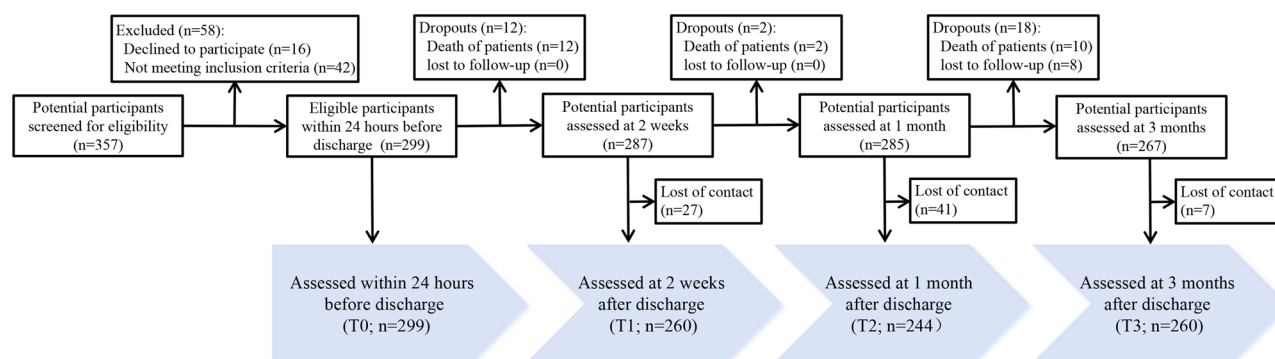 Excluded (n=58):
Declined to participate (n=16)
Not meeting inclusion criteria (n=42)
Dropouts (n=12):
Death of patients (n=12)
lost to follow-up (n=0)
Dropouts (n=2):
Death of patients (n=2)
lost to follow-up (n=0)
Dropouts (n=18):
Death of patients (n=10)
lost to follow-up (n=8)
Potential participants
screened for eligibility
(n=357)
Eligible participants
within 24 hours before
discharge (n=299)
Potential participants
assessed at 2 weeks
(n=287)
Potential participants
assessed at 1 month
(n=285)
Potential participants
assessed at 3 months
(n=267)
Lost of contact
(n=27)
Lost of contact
(n=41)
Lost of contact
(n=7)
Assessed within 24 hours
before discharge
(T0; n=299)
Assessed at 2 weeks
after discharge
(T1; n=260)
Assessed at 1 month
after discharge
(T2; n=244）
Assessed at 3 months
after discharge
(T3; n=260)